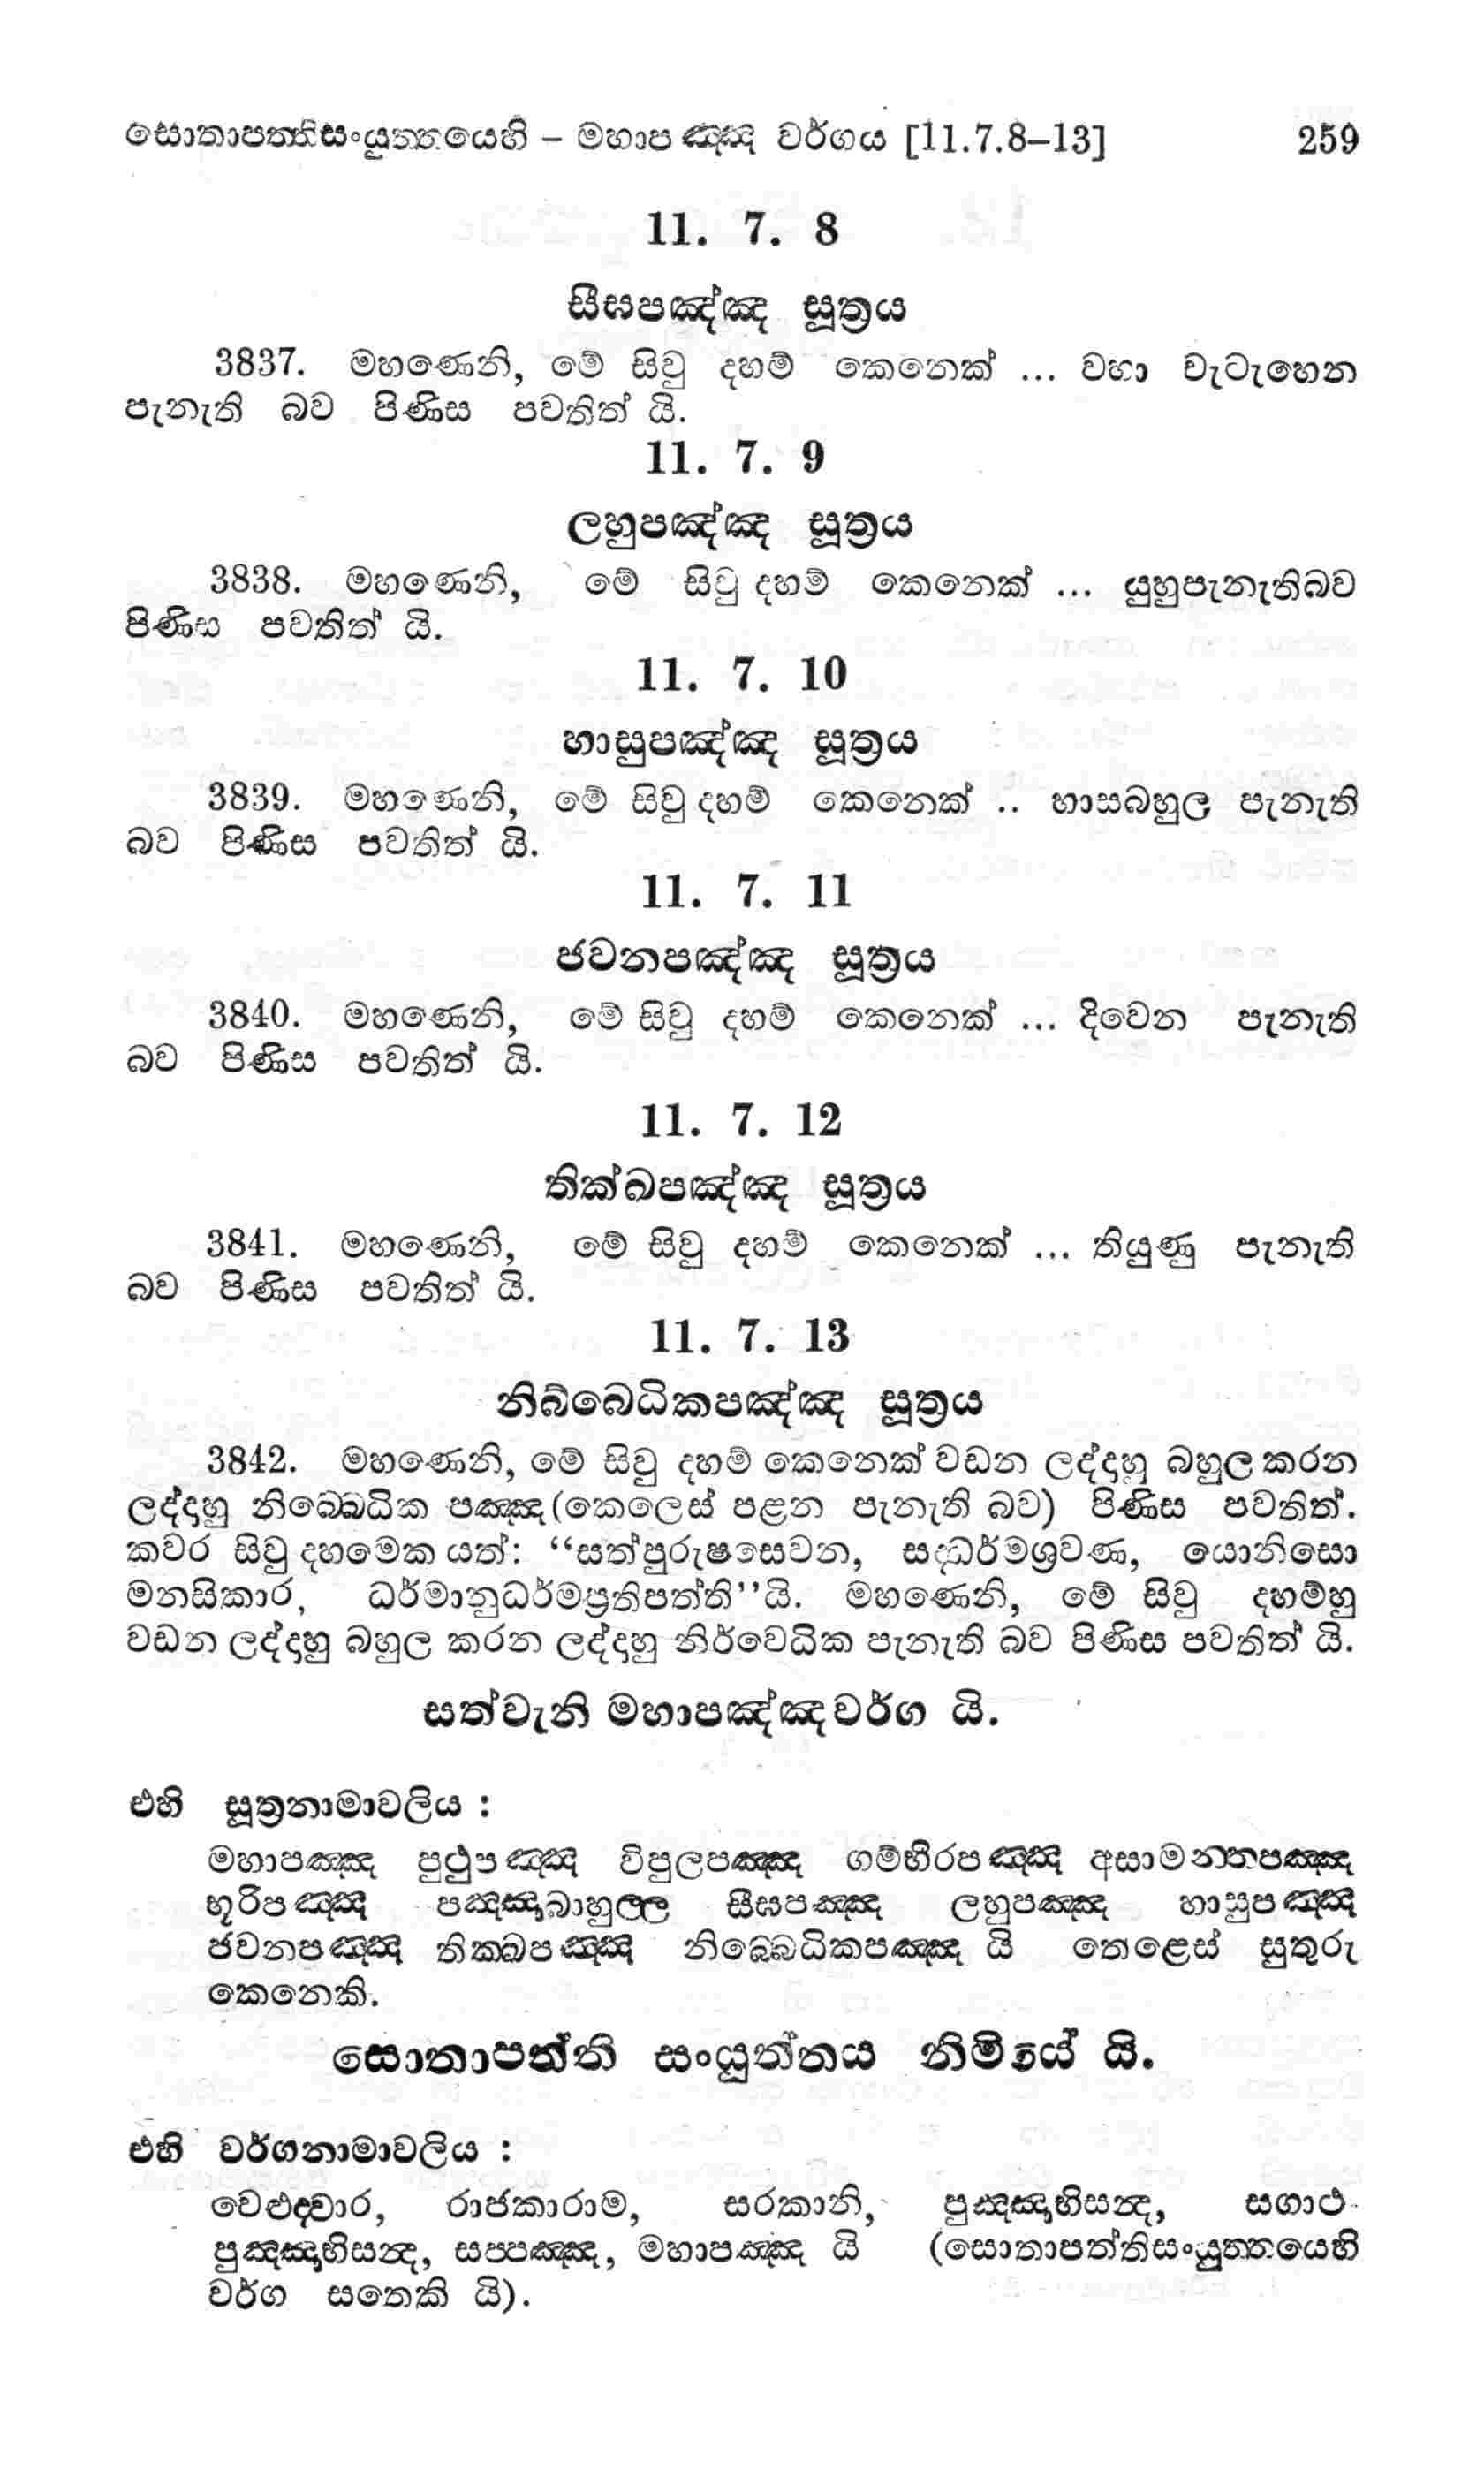 සොතාපත්තිසංයුත්තයෙහි – මහාපඤ්ඤ වර්ගය [11.7.8–13] 259
11. 7. 8
සීඝපඤ්ඤ සූත්‍රය
3837. මහණෙනි, මේ සිවු දහම් කෙනෙක් ... වහා වැටැහෙන
පැනැති බව පිණිස පවතිත් යි.
11. 7. 9
ලහුපඤ්ඤ සූත්‍රය
3838. මහණෙනි, මේ සිවු දහම් කෙනෙක් ... යුහුපැනැතිබව
පිණිස පවතිත් යි.
11. 7. 10
හාසුපඤ්ඤ සූත්‍රය
3839. මහණෙනි, මේ සිවු දහම් කෙනෙක් .. හාසබහුල පැනැති
බව පිණිස පවතිත් යි.
11. 7. 11
ජවනපඤ්ඤ සූත්‍රය
3840. මහණෙනි, මේ සිවු දහම් කෙනෙක් ... දිවෙන පැනැති
බව පිණිස පවතිත් යි.
11. 7. 12
තික්ඛපඤ්ඤ සූත්‍රය
3841. මහණෙනි, මේ සිවු දහම් කෙනෙක් ... තියුණු පැනැති
බව පිණිස පවතිත් යි.
11. 7. 13
නිබ්බෙධිකපඤ්ඤ සූත්‍රය
3842. මහණෙනි, මේ සිවු දහම් කෙනෙක් වඩන ලද්දාහු බහුල කරන
ලද්දාහු නිබ්බෙධික පඤ්ඤ (කෙලෙස් පළන පැනැති බව) පිණිස පවතිත්.
කවර සිවු දහමෙක යත්: “සත්පුරුෂසෙවන, සද්ධර්මශ්‍රවණ, යොනිසො
මනසිකාර, ධර්මානුධර්මප්‍රතිපත්ති’’යි. මහණෙනි, මේ සිවු දහම්හු
වඩන ලද්දාහු බහුල කරන ලද්දාහු නිර්වෙධික පැනැති බව පිණිස පවතිත් යි.
සත්වැනි මහාපඤ්ඤවර්ග යි.
එහි සූත්‍රනාමාවලිය :
මහාපඤ්ඤ පුථුපඤ්ඤ විපුලපඤ්ඤ ගම්භිරපඤ්ඤ අසාමන්තපඤ්ඤ
භූරිපඤ්ඤ පඤ්ඤාබාහුල්ල සීඝපඤ්ඤ ලහුපඤ්ඤ හාසුපඤ්ඤ
ජවනපඤ්ඤ තික්ඛපඤ්ඤ නිබ්බෙධිකපඤ්ඤ යි තෙළෙස් සුතුරු
කෙනෙකි.
සොතාපත්ති සංයුත්තය නිමියේ යි.
එහි වර්ගනාමාවලිය :
වෙළුද්වාර, රාජකාරාම, සරකානි, පුඤ්ඤාභිසන්ද, සගාථ
පුඤ්ඤාභිසන්ද, සප්පඤ්ඤ, මහාපඤ්ඤ යි (සොතාපත්තිසංයුත්තයෙහි
වර්ග සතෙකි යි).